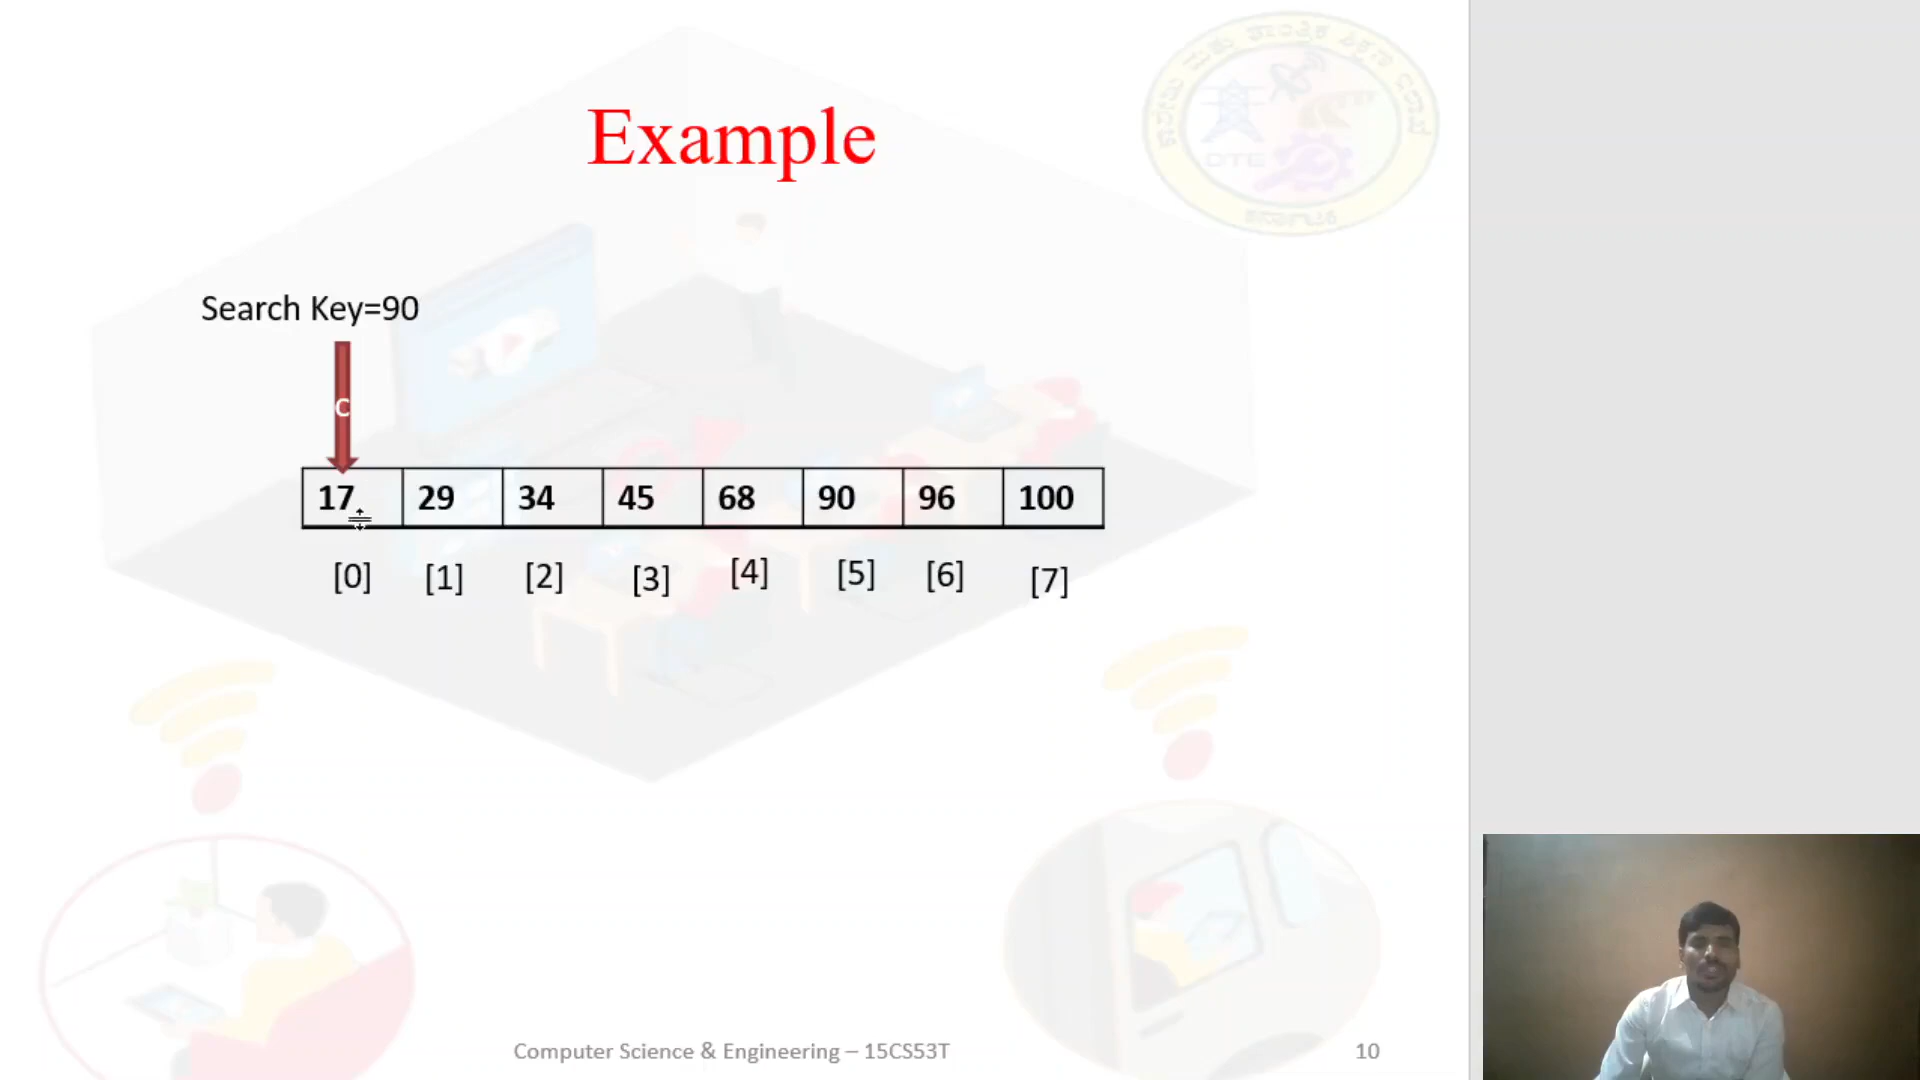 Example
Search Key=90
C
17 29 34 45 68 90 96 100
[0] [1] [2] [3] [4] [5] [6] [7]
DTE
Computer Science & Engineering – 15CS53T
10